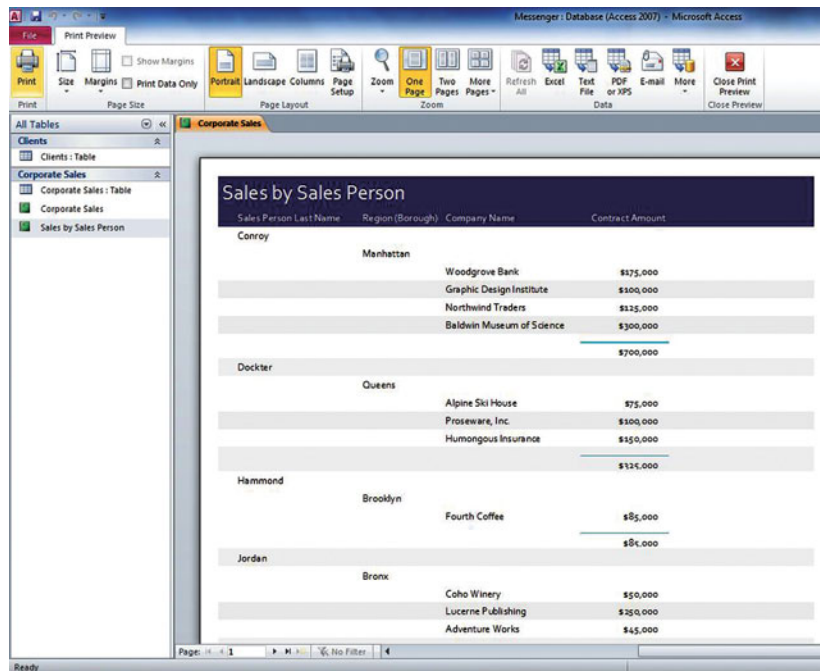 Messenger : Database (Access 2007) - Microsoft Access
File Print Preview
Print Size Margins Show Margins Print Data Only Portrait Landscape Columns Page Setup Zoom One Page Two Pages More Pages Refresh All Excel Text File PDF or XPS E-mail More Close Print Preview
Print Page Size Page Layout Zoom Data Close Preview
All Tables
Clients
Clients : Table
Corporate Sales
Corporate Sales : Table
Corporate Sales
Sales by Sales Person
Corporate Sales
Sales by Sales Person
Sales Person Last Name Region (Borough) Company Name Contract Amount
Conroy
Manhattan
Woodgrove Bank $175,000
Graphic Design Institute $100,000
Northwind Traders $125,000
Baldwin Museum of Science $300,000
$700,000
Dockter
Queens
Alpine Ski House $75,000
Proseware, Inc. $100,000
Humongous Insurance $150,000
$325,000
Hammond
Brooklyn
Fourth Coffee $85,000
$85,000
Jordan
Bronx
Coho Winery $50,000
Lucerne Publishing $250,000
Adventure Works $45,000
Page: 1 No Filter
Ready